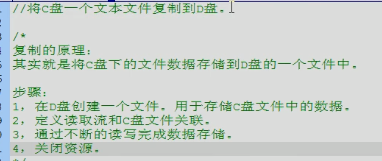 //将C盘一个文本文件复制到D盘。
/*
复制的原理：
其实就是将C盘下的文件数据存储到D盘的一个文件中。
步骤：
1，在D盘创建一个文件。用于存储C盘文件中的数据。
2，定义读取流和C盘文件关联。
3，通过不断的读写完成数据存储。
4，关闭资源。